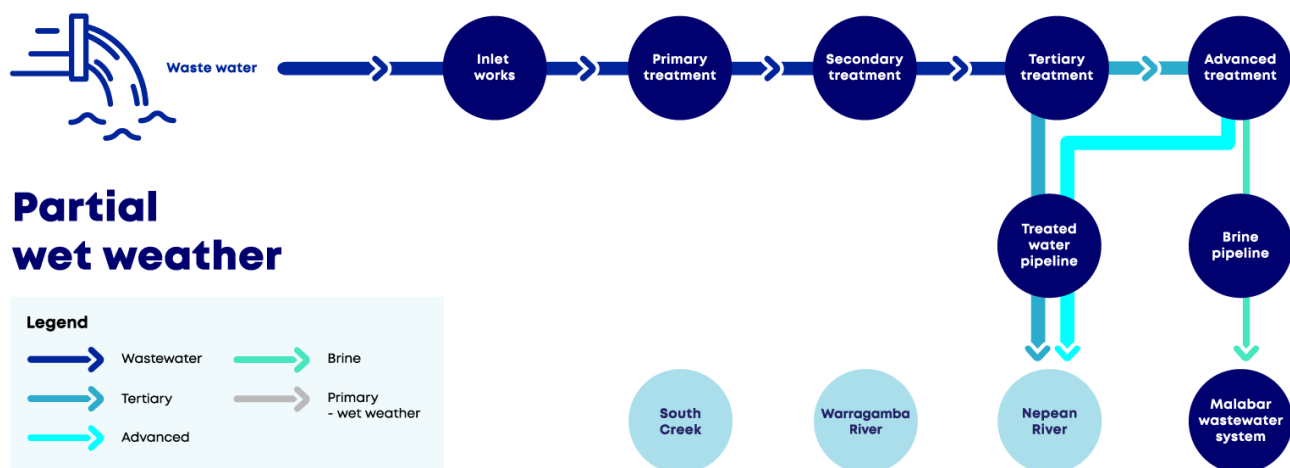 Waste water
Inlet
works
Primary
treatment
Secondary
treatment
Tertiary
treatment
Advanced
treatment
Partial
wet weather
Treated
water
pipeline
Brine
pipeline
Legend
Wastewater
Brine
Tertiary
Primary
- wet weather
Advanced
South
Creek
Warragamba
River
Nepean
River
Malabar
wastewater
system